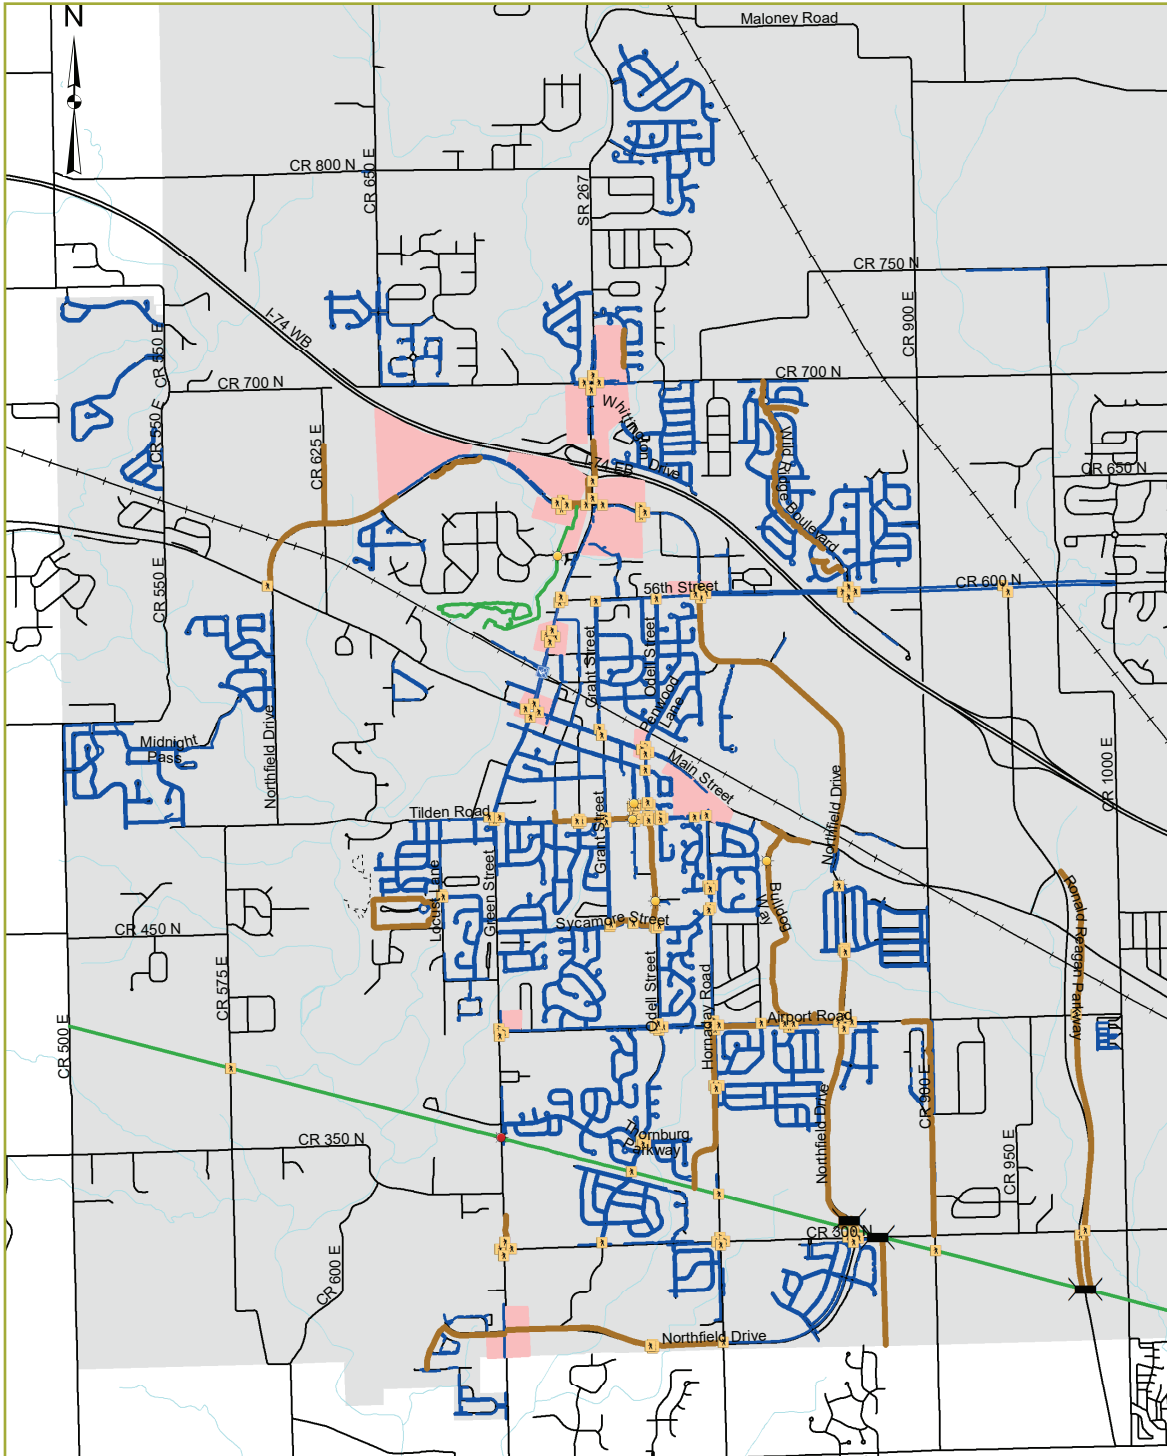 N
Maloney Road
CR 800 N
CR 650 E
SR 267
CR 750 N
CR 900 E
I-74 WB
CR 550 E
CR 700 N
CR 700 N
Whittington Drive
CR 550 E
CR 625 E
I-74 EB
Wild Ridge Boulevard
CR 650 N
CR 550 E
56th Street
CR 600 N
Grant Street
Odell Street
Penwood
Lane
Northfield Drive
Midnight
Pass
Main Street
CR 1000 E
Northfield Drive
Tilden Road
Grant Street
Locust Lane
Green Street
Bulldog
Way
Ronald Reagan Parkway
Sycamore Street
CR 450 N
CR 575 E
Odell Street
Hornaday Road
Airport Road
CR 500 E
CR 900 E
Northfield Drive
Thornburg
Parkway
CR 350 N
CR 950 E
CR 300 N
CR 600 E
Northfield Drive